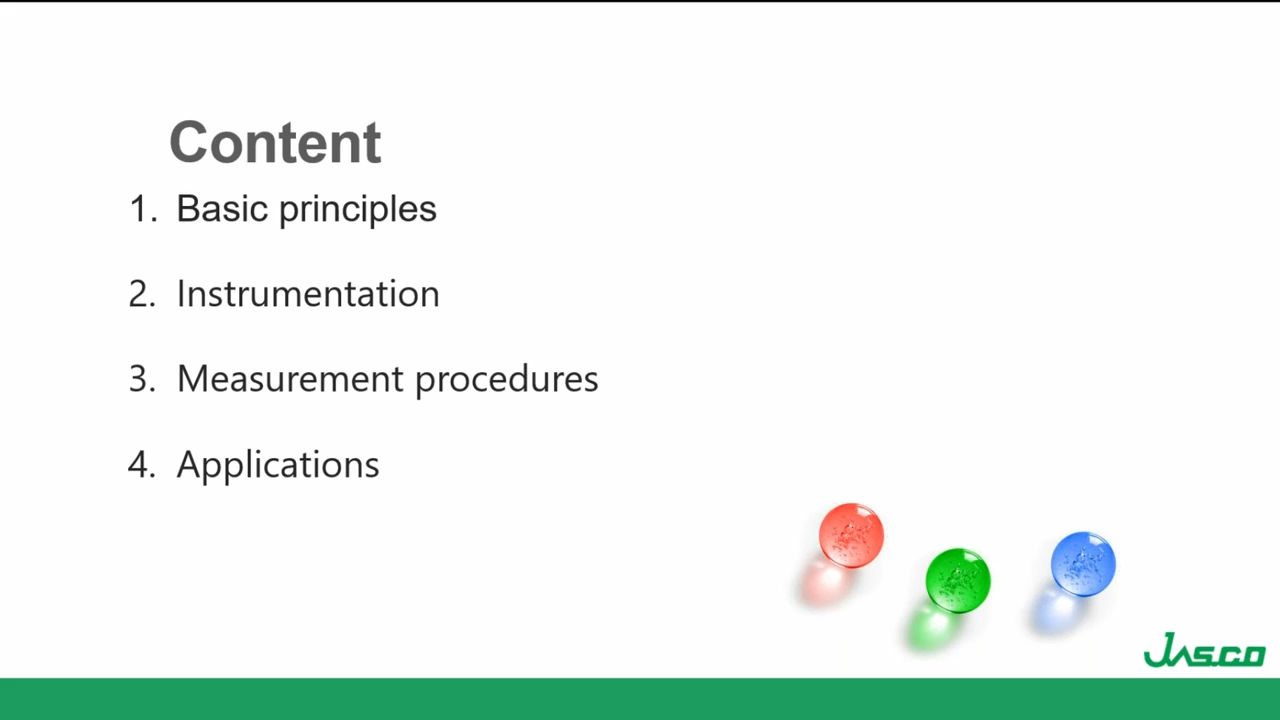 Content
1. Basic principles
2. Instrumentation
3. Measurement procedures
4. Applications
JASCO